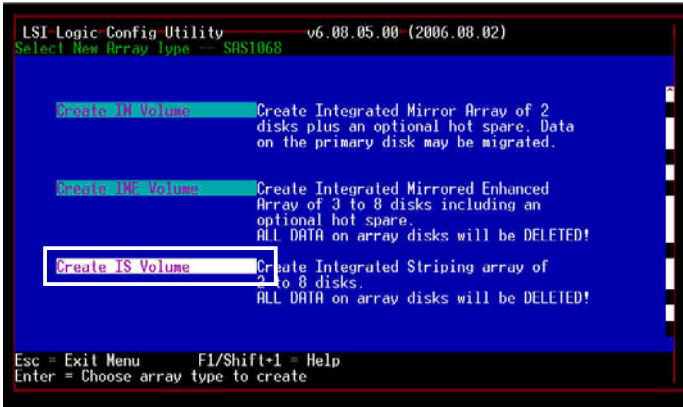 LSI Logic Config Utility v6.08.05.00 (2006.08.02)
Select New Array Type -- SAS1068
Create IM Volume Create Integrated Mirror Array of 2
disks plus an optional hot spare. Data
on the primary disk may be migrated.
Create IME Volume Create Integrated Mirrored Enhanced
Array of 3 to 8 disks including an
optional hot spare.
ALL DATA on array disks will be DELETED!
Create IS Volume Create Integrated Striping array of
2 to 8 disks.
ALL DATA on array disks will be DELETED!
Esc = Exit Menu F1/Shift+1 = Help
Enter = Choose array type to create